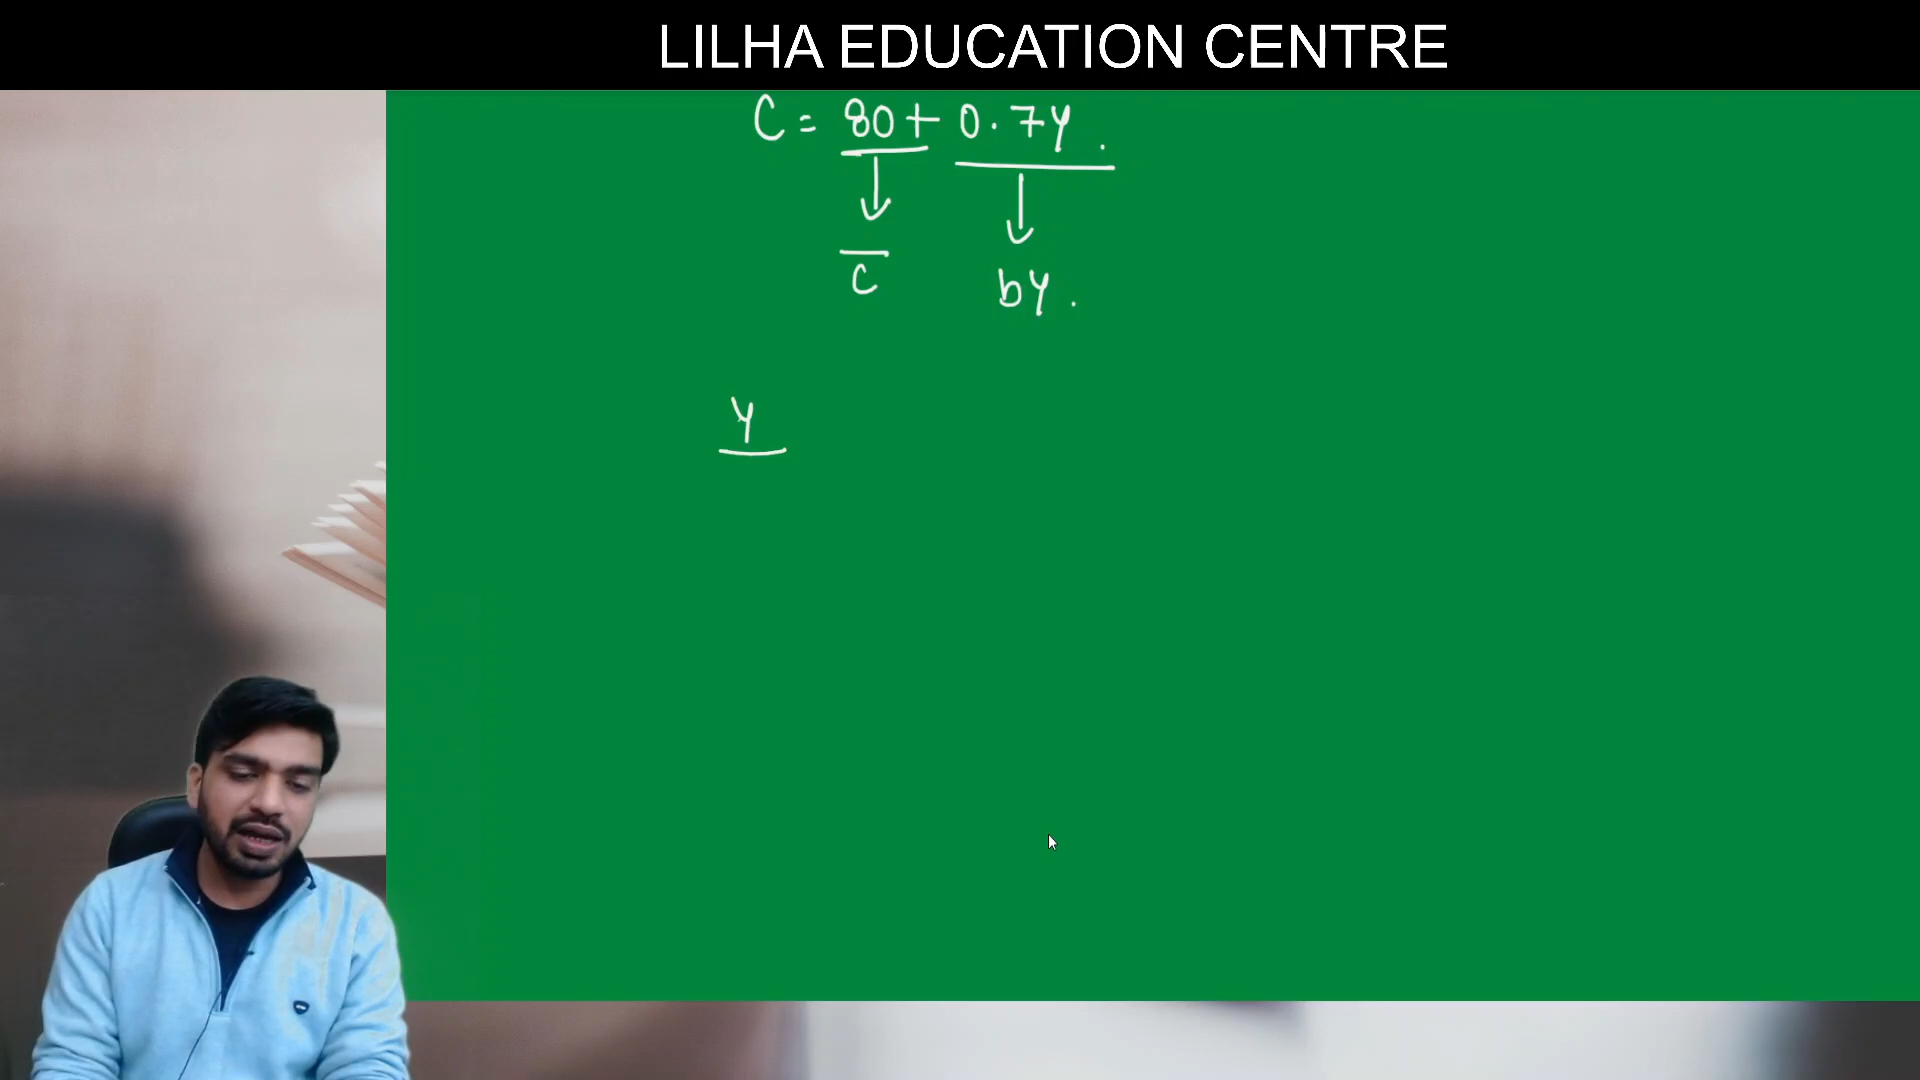 LILHA EDUCATION CENTRE
C = 80 + 0.7Y.
↓ ↓
C̅ bY.
Y